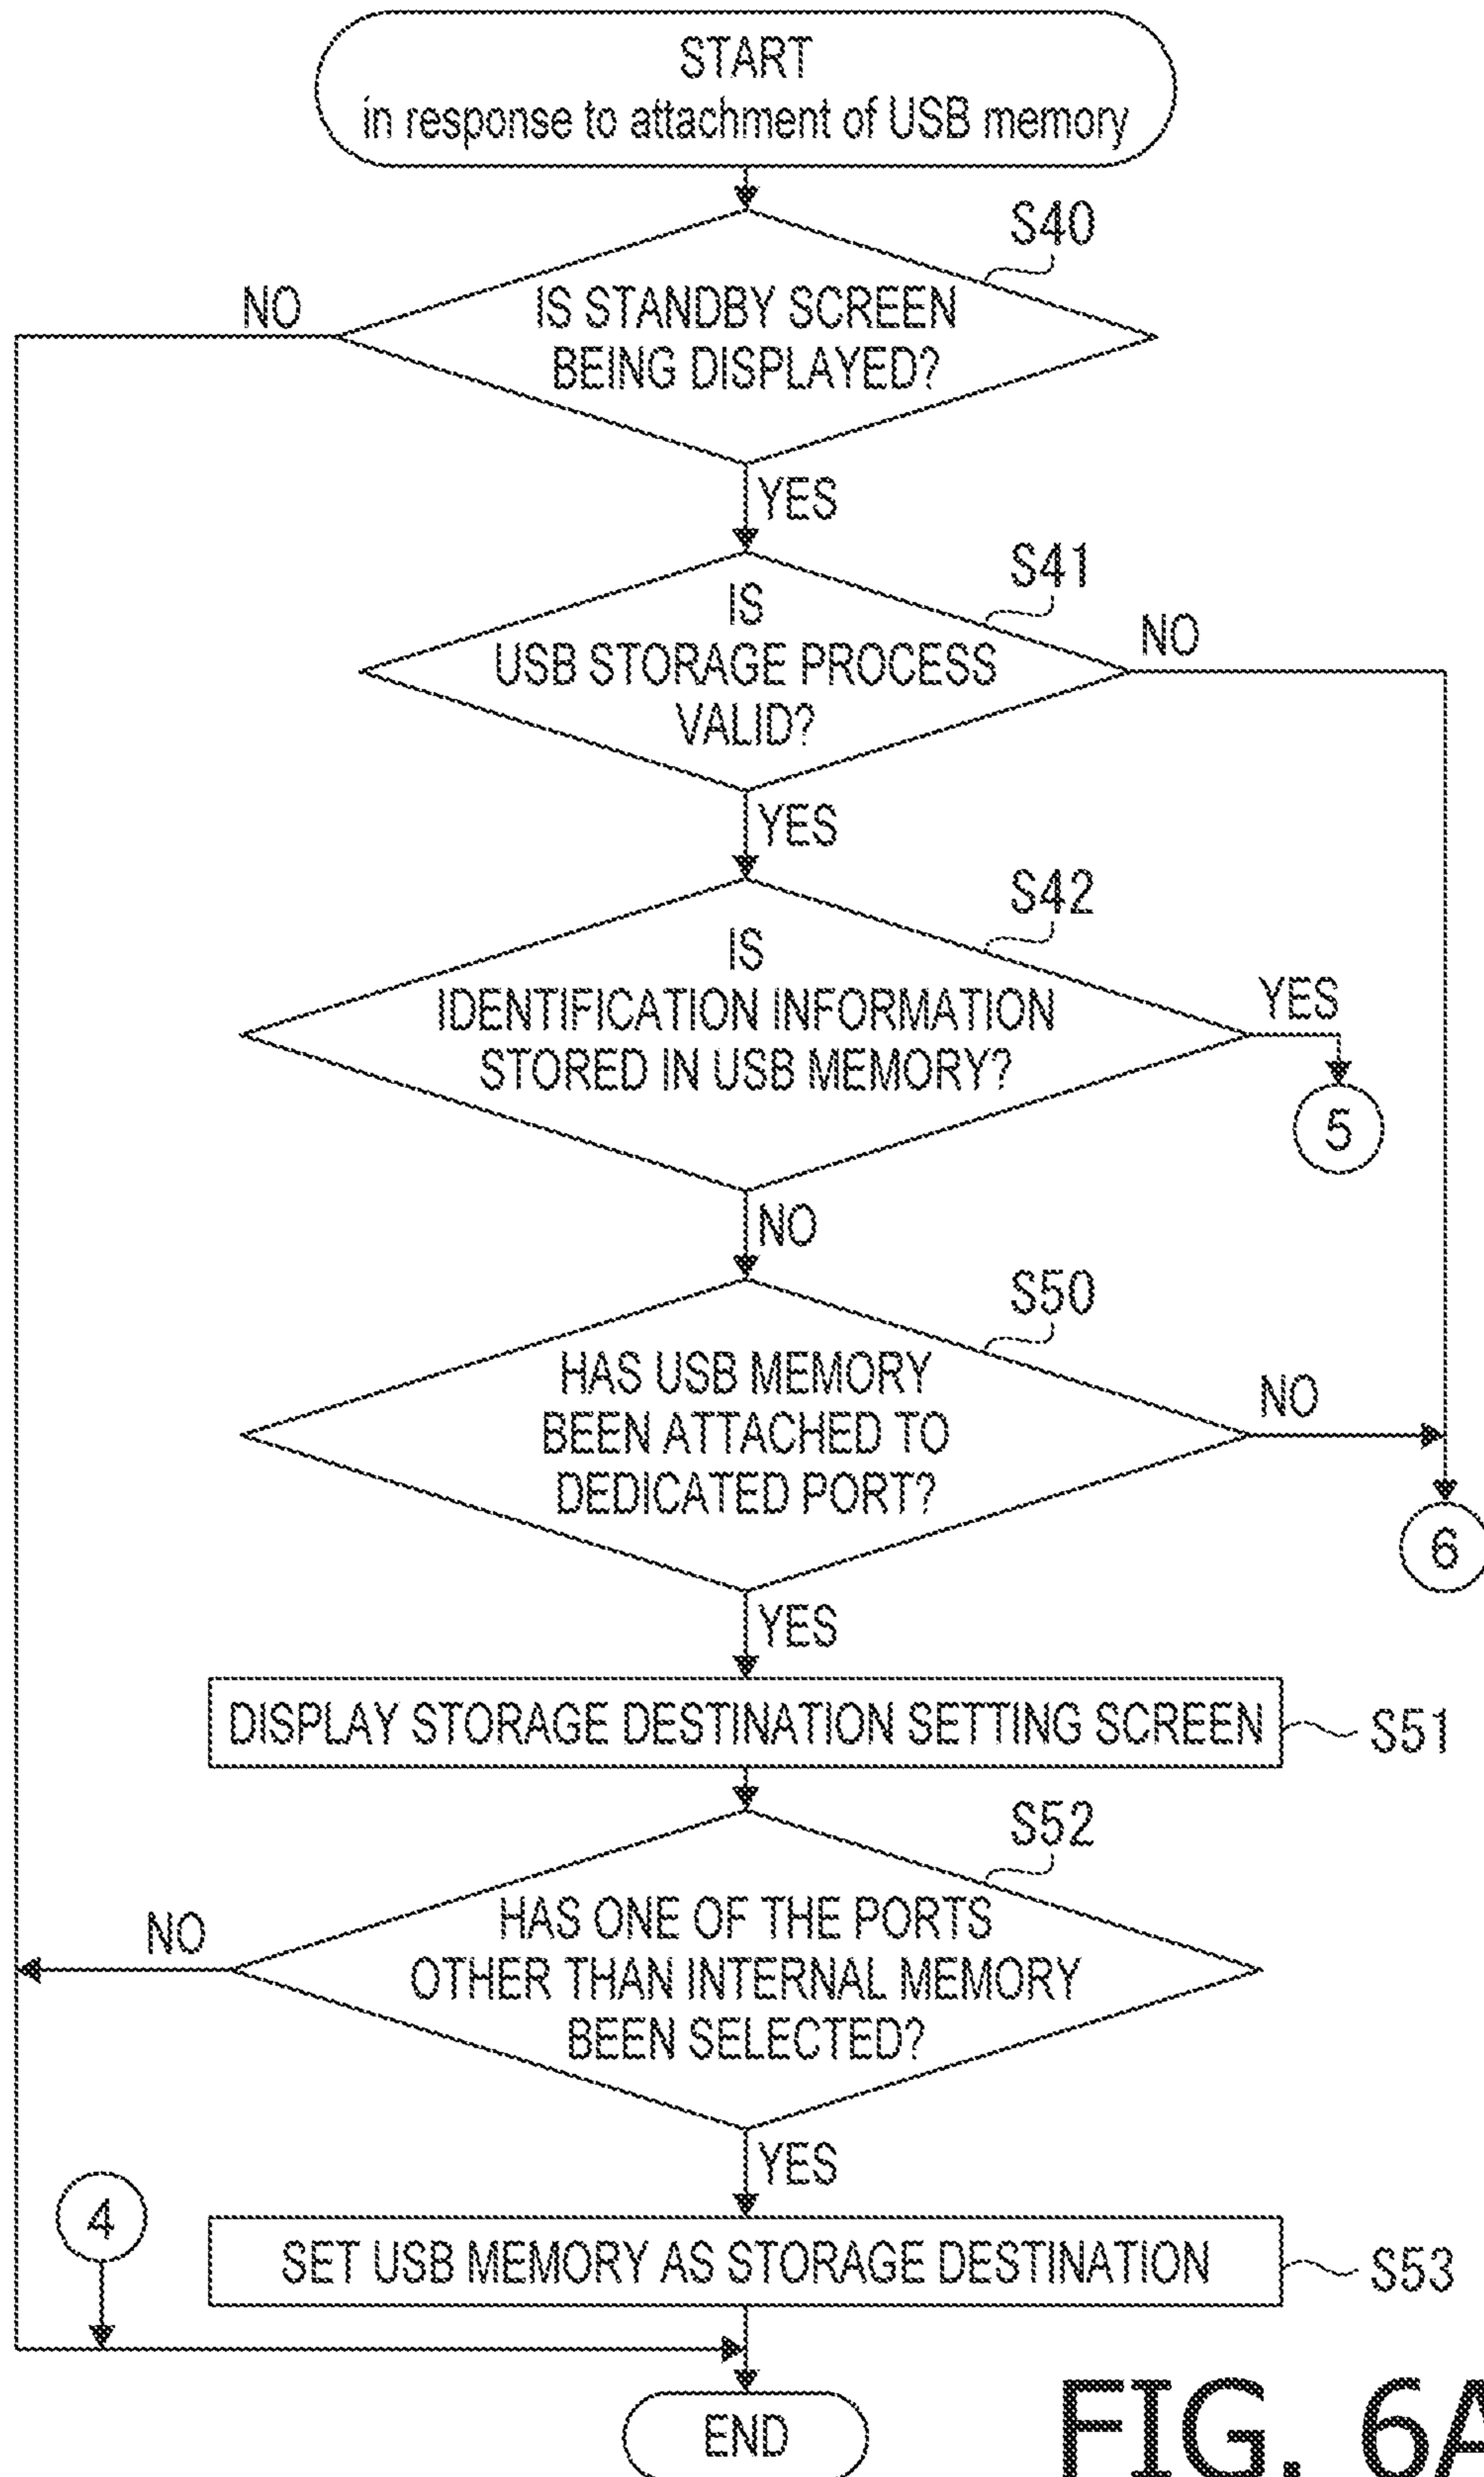 START
in response to attachment of USB memory
S40
NO
IS STANDBY SCREEN
BEING DISPLAYED?
YES
S41
IS
USB STORAGE PROCESS
VALID?
NO
YES
S42
IS
IDENTIFICATION INFORMATION
STORED IN USB MEMORY?
YES
5
NO
S50
HAS USB MEMORY
BEEN ATTACHED TO
DEDICATED PORT?
NO
6
YES
DISPLAY STORAGE DESTINATION SETTING SCREEN
S51
S52
NO
HAS ONE OF THE PORTS
OTHER THAN INTERNAL MEMORY
BEEN SELECTED?
YES
4
SET USB MEMORY AS STORAGE DESTINATION
S53
END
FIG. 6A